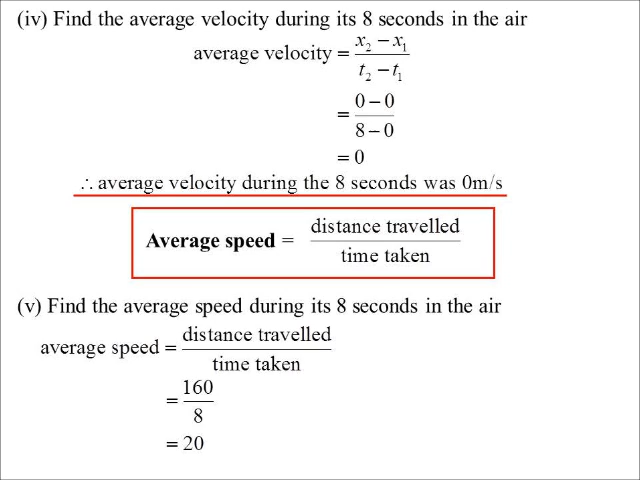 (iv) Find the average velocity during its 8 seconds in the air
average velocity = (x₂ − x₁)/(t₂ − t₁)
= (0 − 0)/(8 − 0)
= 0
∴ average velocity during the 8 seconds was 0m/s
Average speed = distance travelled/time taken
(v) Find the average speed during its 8 seconds in the air
average speed = distance travelled/time taken
= 160/8
= 20